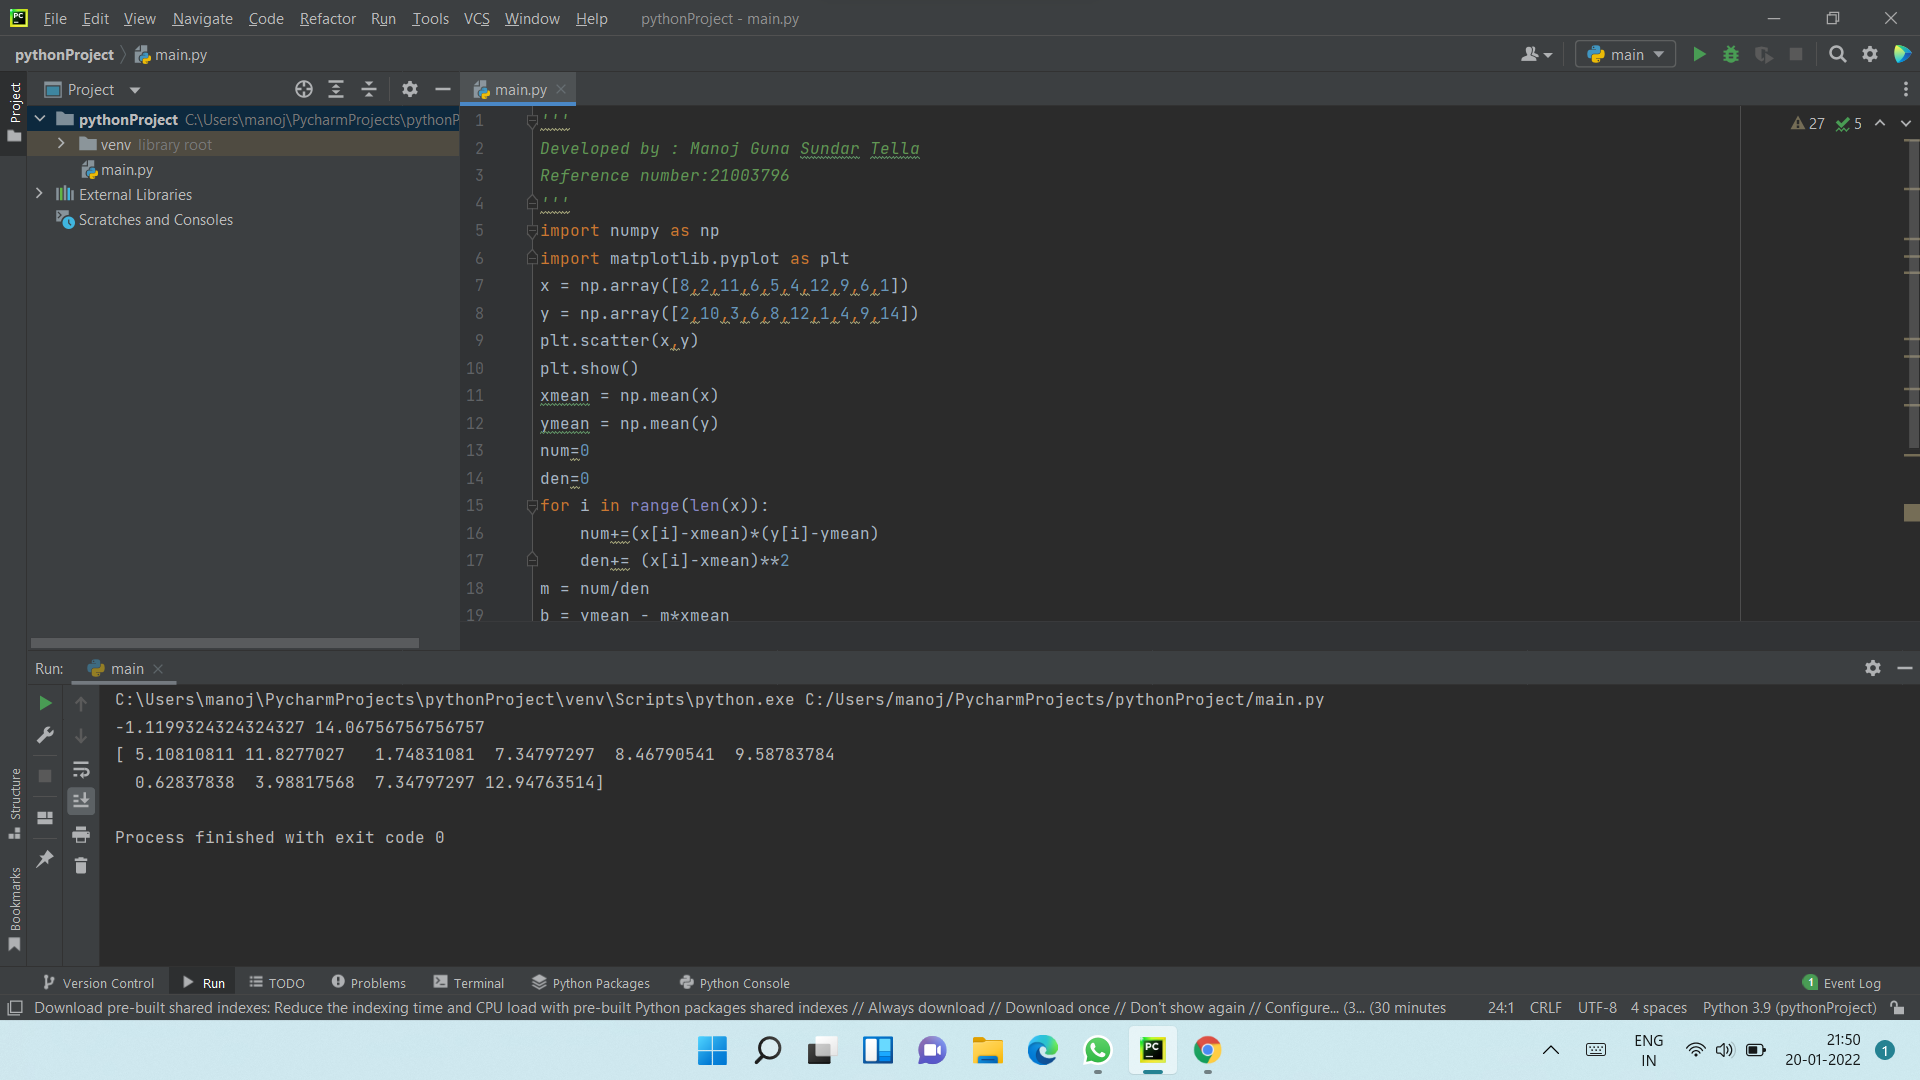 File Edit View Navigate Code Refactor Run Tools VCS Window Help pythonProject - main.py
pythonProject main.py main
Project main.py
pythonProject C:\Users\manoj\PycharmProjects\pythonP
venv library root
main.py
External Libraries
Scratches and Consoles
Project
27 5
1 '''
2 Developed by : Manoj Guna Sundar Tella
3 Reference number:21003796
4 '''
5 import numpy as np
6 import matplotlib.pyplot as plt
7 x = np.array([8,2,11,6,5,4,12,9,6,1])
8 y = np.array([2,10,3,6,8,12,1,4,9,14])
9 plt.scatter(x,y)
10 plt.show()
11 xmean = np.mean(x)
12 ymean = np.mean(y)
13 num=0
14 den=0
15 for i in range(len(x)):
16 num+=(x[i]-xmean)*(y[i]-ymean)
17 den+= (x[i]-xmean)**2
18 m = num/den
19 b = ymean - m*xmean
Run: main
C:\Users\manoj\PycharmProjects\pythonProject\venv\Scripts\python.exe C:/Users/manoj/PycharmProjects/pythonProject/main.py
-1.1199324324324327 14.06756756756757
[ 5.10810811 11.8277027 1.74831081 7.34797297 8.46790541 9.58783784
0.62837838 3.98817568 7.34797297 12.94763514]
Process finished with exit code 0
Structure
Bookmarks
Version Control Run TODO Problems Terminal Python Packages Python Console 1 Event Log
Download pre-built shared indexes: Reduce the indexing time and CPU load with pre-built Python packages shared indexes // Always download // Download once // Don't show again // Configure... (3... (30 minutes 24:1 CRLF UTF-8 4 spaces Python 3.9 (pythonProject)
PC
ENG
IN
21:50
20-01-2022
1